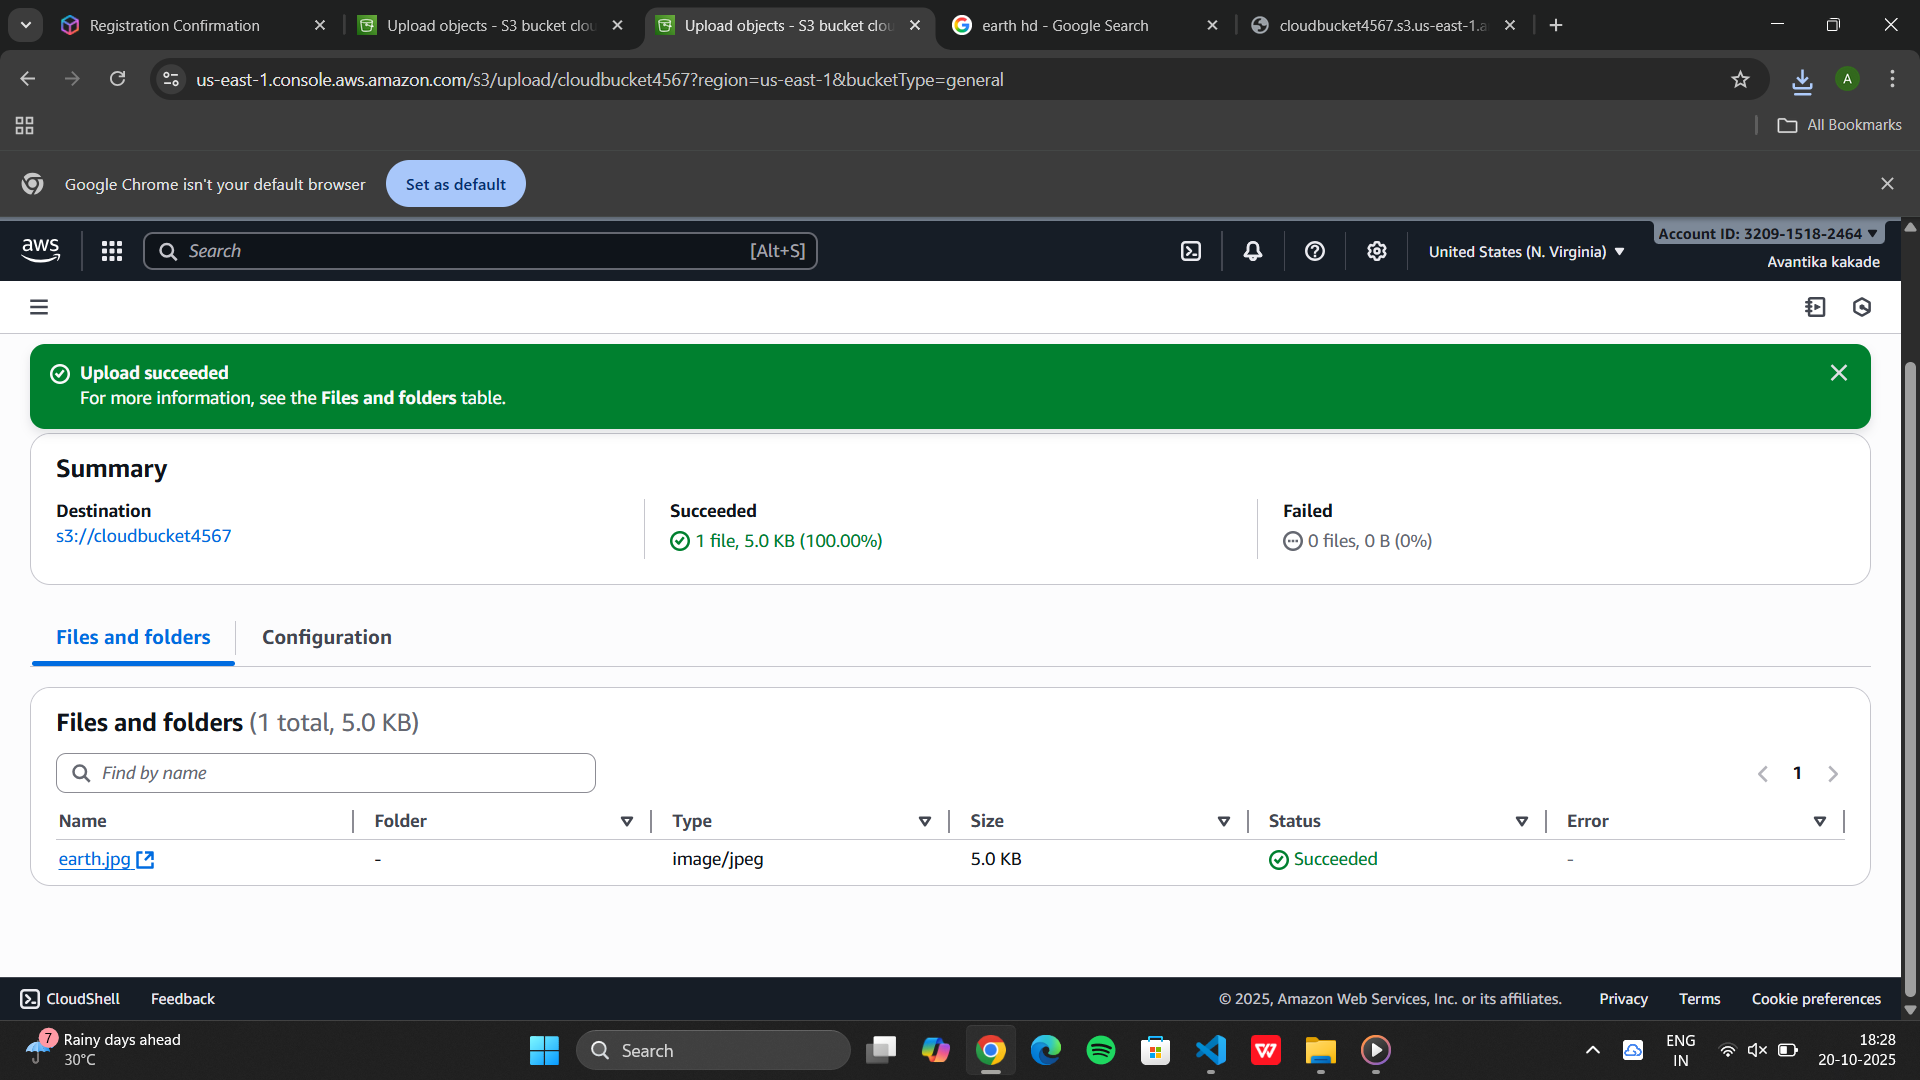 Registration Confirmation
Upload objects - S3 bucket clou
Upload objects - S3 bucket clou
earth hd - Google Search
cloudbucket4567.s3.us-east-1.a
us-east-1.console.aws.amazon.com/s3/upload/cloudbucket4567?region=us-east-1&bucketType=general
A
All Bookmarks
Google Chrome isn't your default browser
Set as default
aws
Search
[Alt+S]
United States (N. Virginia)
Account ID: 3209-1518-2464
Avantika kakade
Upload succeeded
For more information, see the Files and folders table.
Summary
Destination
s3://cloudbucket4567
Succeeded
1 file, 5.0 KB (100.00%)
Failed
0 files, 0 B (0%)
Files and folders
Configuration
Files and folders (1 total, 5.0 KB)
Find by name
1
Name
Folder
Type
Size
Status
Error
earth.jpg
-
image/jpeg
5.0 KB
Succeeded
-
CloudShell
Feedback
© 2025, Amazon Web Services, Inc. or its affiliates.
Privacy
Terms
Cookie preferences
7
Rainy days ahead
30°C
Search
W
ENG
IN
18:28
20-10-2025